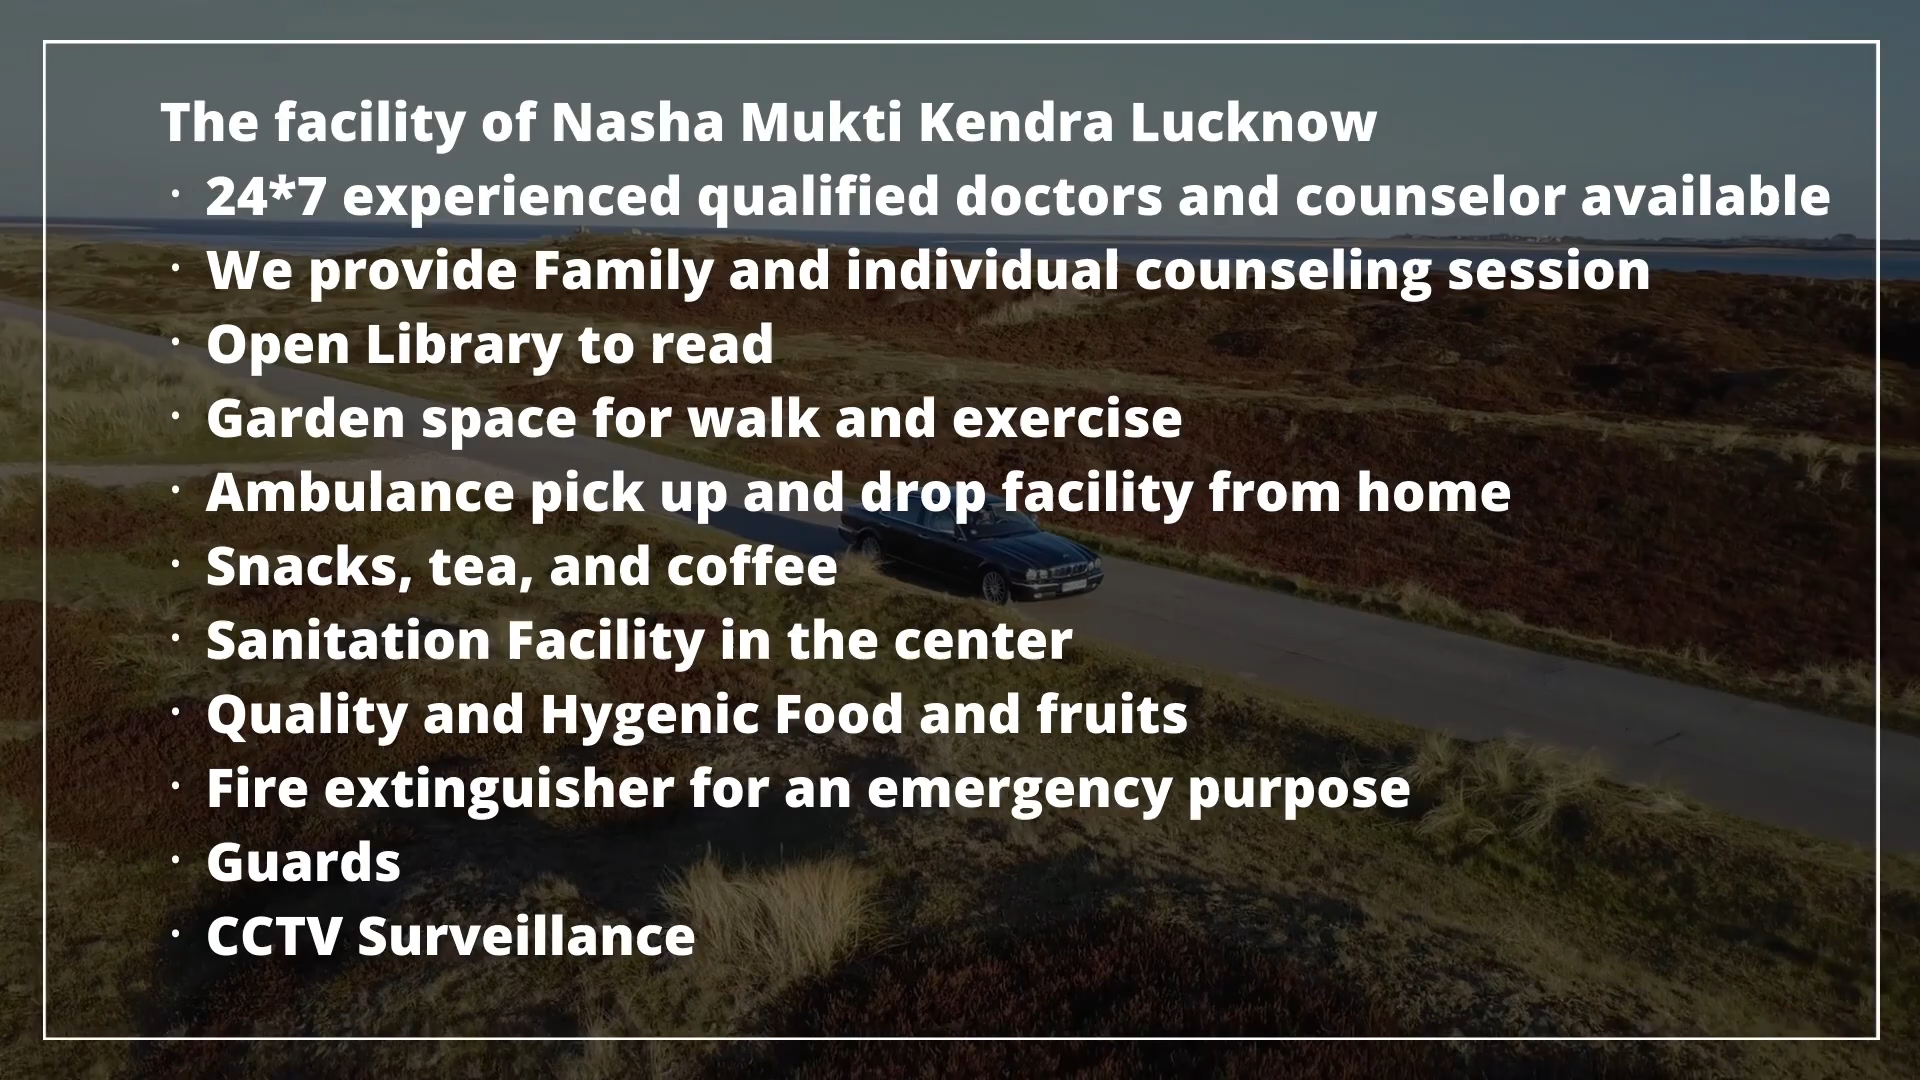 The facility of Nasha Mukti Kendra Lucknow
· 24*7 experienced qualified doctors and counselor available
· We provide Family and individual counseling session
· Open Library to read
· Garden space for walk and exercise
· Ambulance pick up and drop facility from home
· Snacks, tea, and coffee
· Sanitation Facility in the center
· Quality and Hygenic Food and fruits
· Fire extinguisher for an emergency purpose
· Guards
· CCTV Surveillance